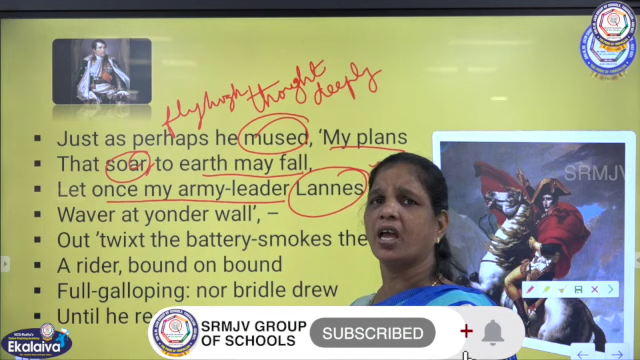 fly high thought
deeply
Just as perhaps he mused, ‘My plans
That soar, to earth may fall,
Let once my army-leader Lannes
Waver at yonder wall’, –
Out ’twixt the battery-smokes the
A rider, bound on bound
Full-galloping: nor bridle drew
Until he re
SRMJV
SRMJV GROUP
OF SCHOOLS
SUBSCRIBED
Ekalaiva